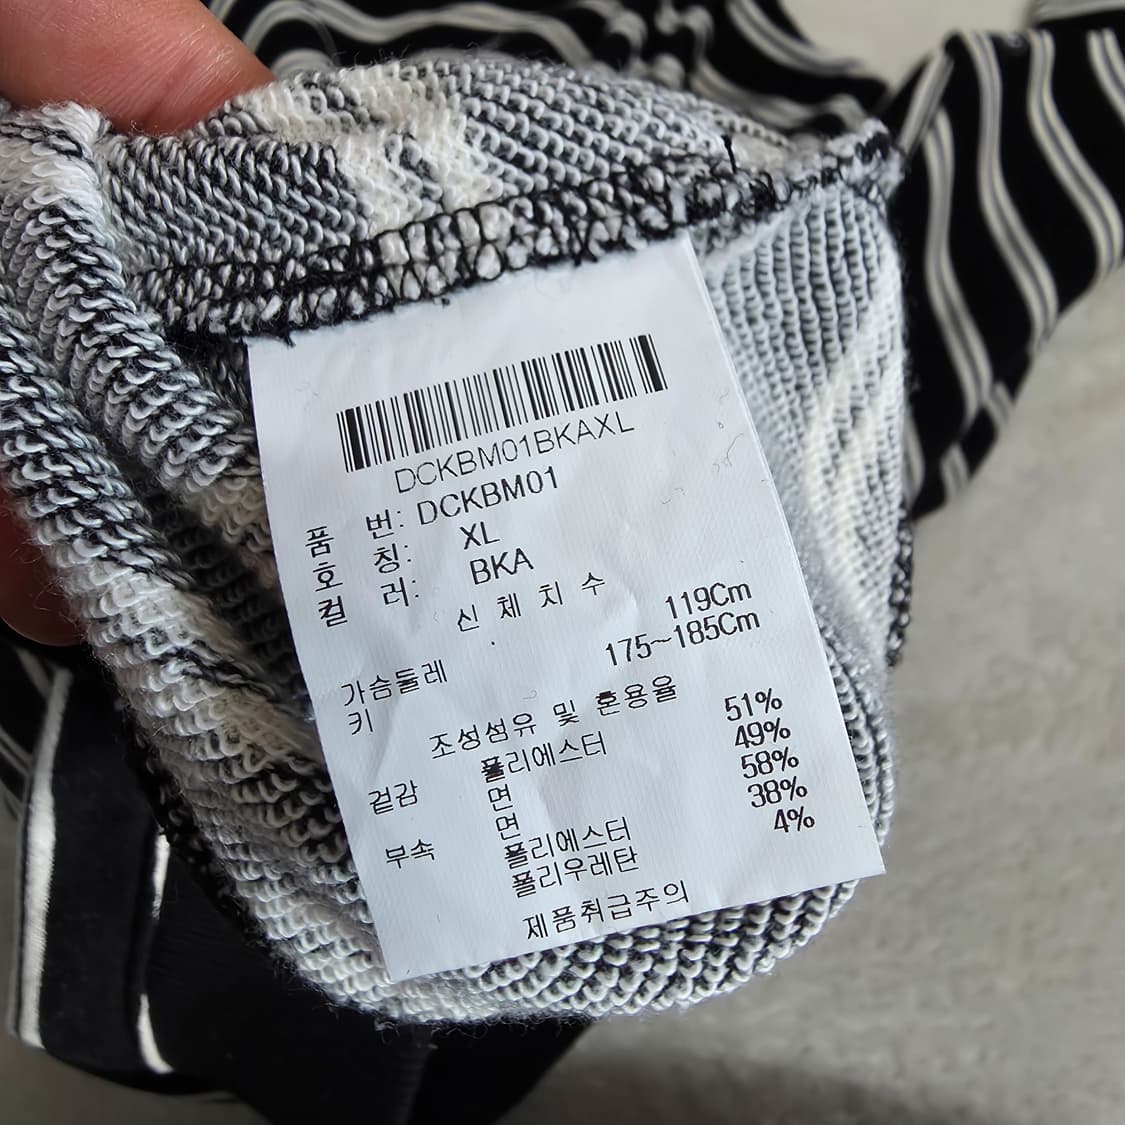 DCKBM01BKAXL
품 번: DCKBM01
호 칭: XL
컬 러: BKA
신 체 치 수
가슴둘레 119Cm
키 175~185Cm
조성섬유 및 혼용율
겉감 폴리에스터 51%
면 49%
부속 면 58%
폴리에스터 38%
폴리우레탄 4%
제품취급주의